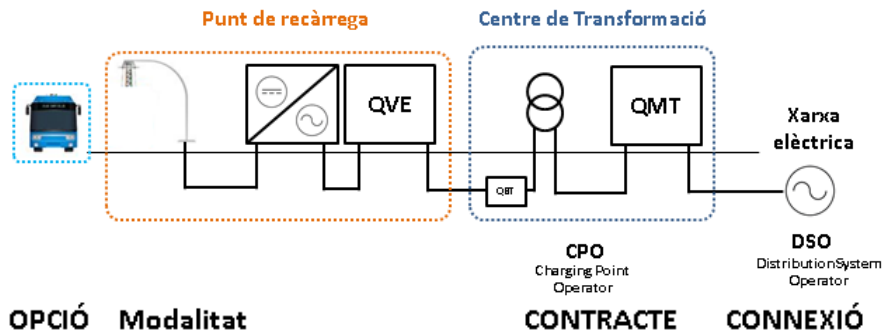 Punt de recàrrega
Centre de Transformació
QVE
QMT
Xarxa
elèctrica
QBT
CPO
Charging Point
Operator
DSO
DistributionSystem
Operator
OPCIÓ
Modalitat
CONTRACTE
CONNEXIÓ